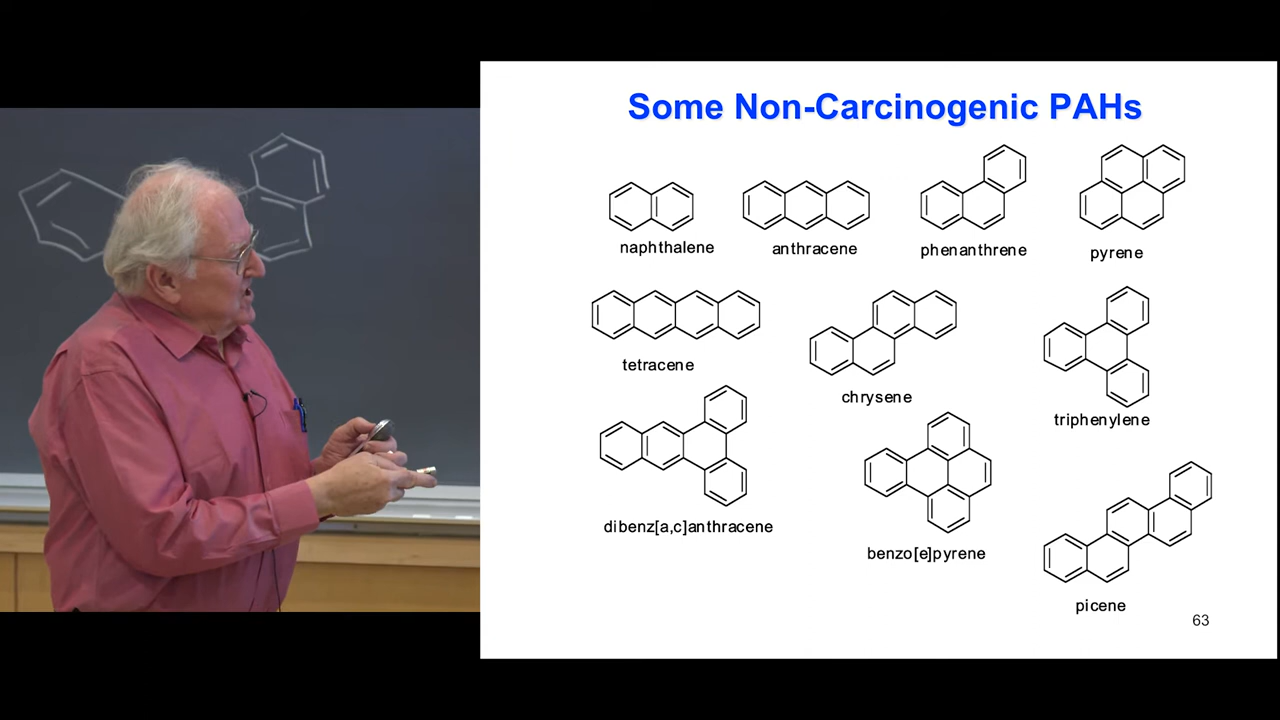 Some Non-Carcinogenic PAHs
naphthalene
anthracene
phenanthrene
pyrene
tetracene
chrysene
triphenylene
dibenz[a,c]anthracene
benzo[e]pyrene
picene
63